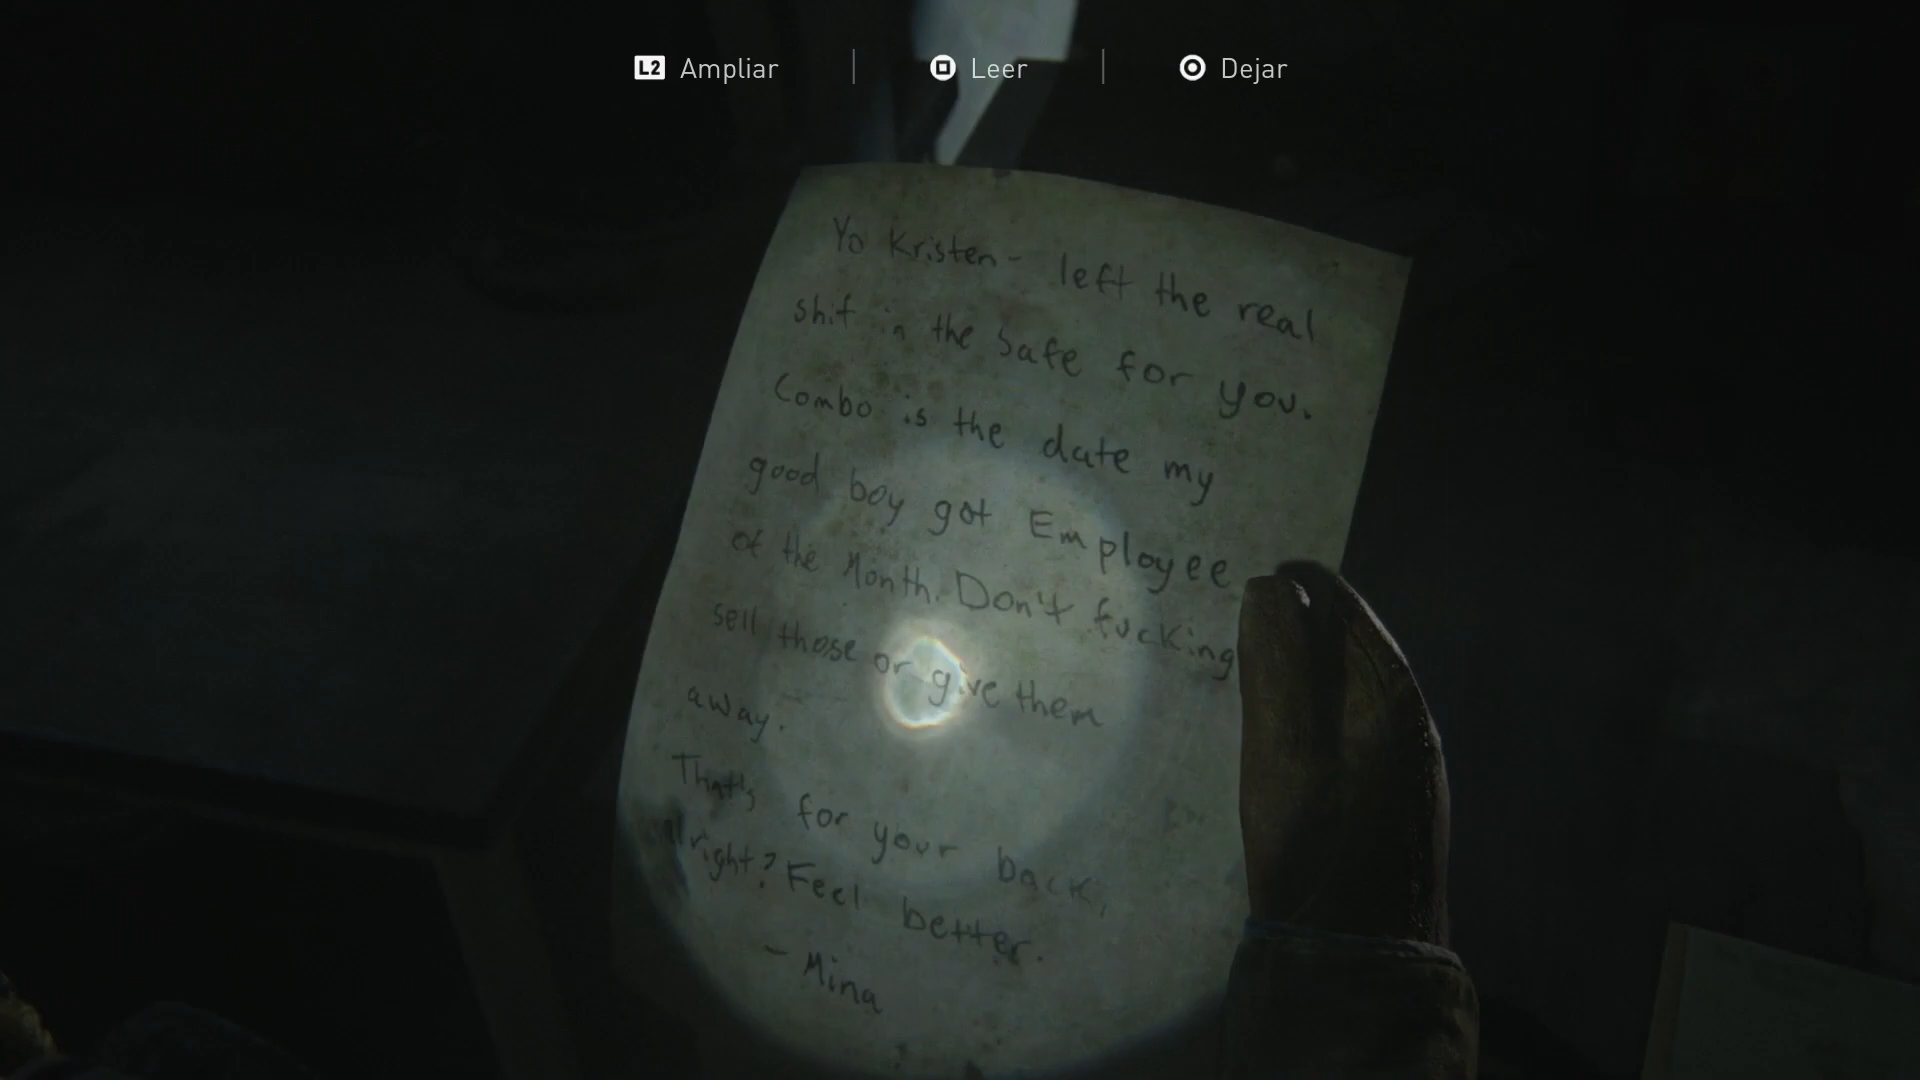 L2 Ampliar Leer Dejar
Yo Kristen- left the real
shit in the safe for you.
Combo is the date my
good boy got Employee
of the Month. Don't fucking
sell those or give them
away.
That's for your back,
alright? Feel better.
- Mina